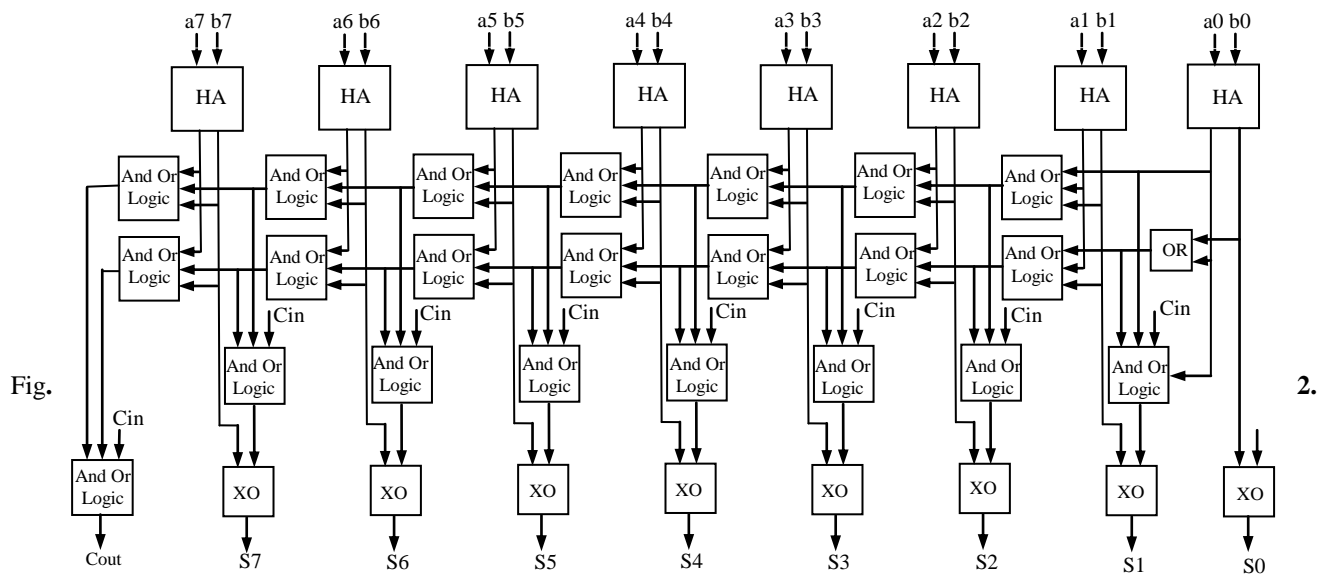 a7 b7 a6 b6 a5 b5 a4 b4 a3 b3 a2 b2 a1 b1 a0 b0
HA HA HA HA HA HA HA HA
And Or Logic And Or Logic And Or Logic And Or Logic And Or Logic And Or Logic And Or Logic
And Or Logic And Or Logic And Or Logic And Or Logic And Or Logic And Or Logic And Or Logic OR
Cin Cin Cin Cin Cin Cin Cin
And Or Logic And Or Logic And Or Logic And Or Logic And Or Logic And Or Logic And Or Logic
Fig. 2.
Cin
And Or Logic XO XO XO XO XO XO XO XO
Cout S7 S6 S5 S4 S3 S2 S1 S0